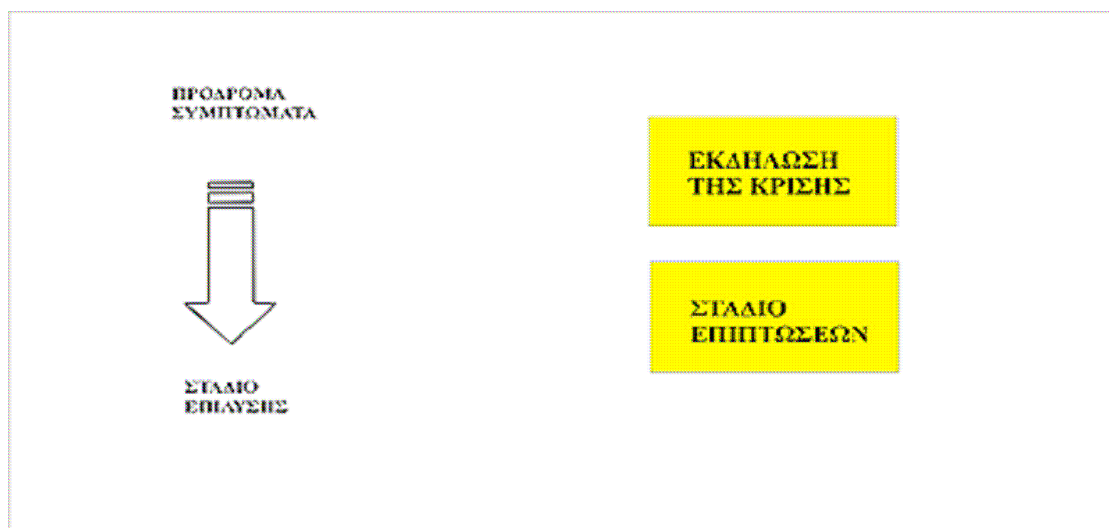 ΠΡΟΔΡΟΜΑ
ΣΥΜΠΤΩΜΑΤΑ
ΣΤΑΔΙΟ
ΕΠΙΛΥΣΗΣ
ΕΚΔΗΛΩΣΗ
ΤΗΣ ΚΡΙΣΗΣ
ΣΤΑΔΙΟ
ΕΠΙΠΤΩΣΕΩΝ